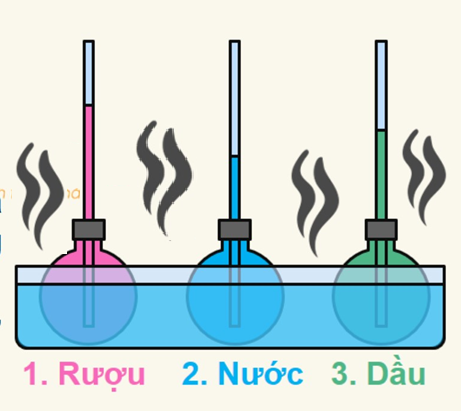 1. Rượu 2. Nước 3. Dầu